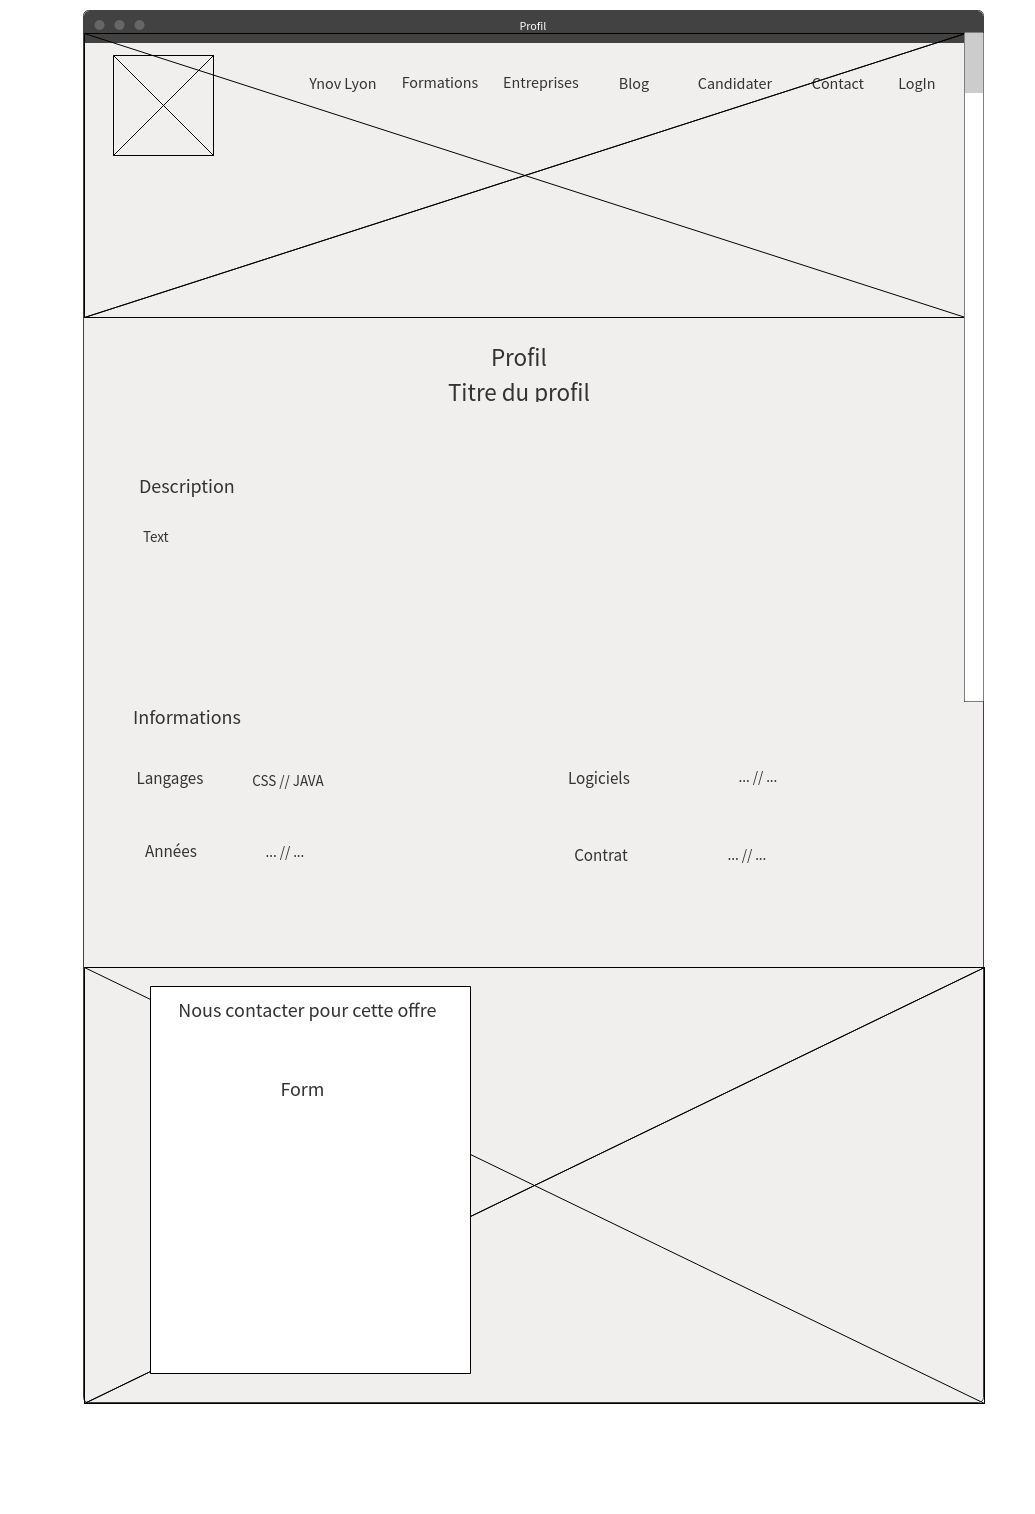 Profil
Ynov Lyon Formations Entreprises Blog Candidater Contact LogIn
Profil
Titre du profil
Description
Text
Informations
Langages CSS // JAVA Logiciels ... // ...
Années ... // ... Contrat ... // ...
Nous contacter pour cette offre
Form